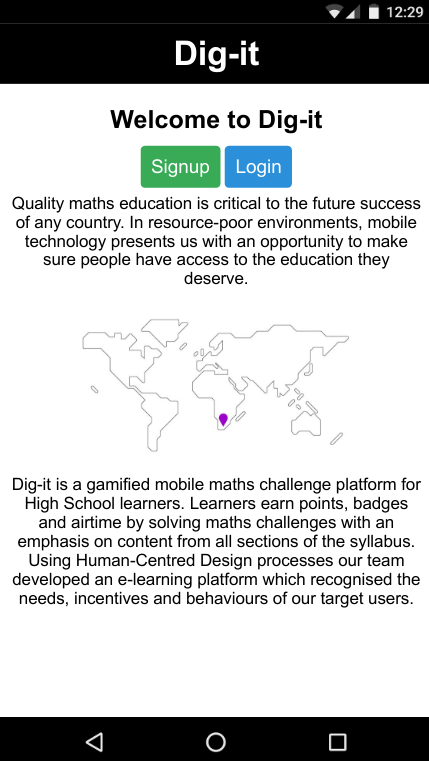 12:29
Dig-it
Welcome to Dig-it
Signup Login
Quality maths education is critical to the future success
of any country. In resource-poor environments, mobile
technology presents us with an opportunity to make
sure people have access to the education they
deserve.
Dig-it is a gamified mobile maths challenge platform for
High School learners. Learners earn points, badges
and airtime by solving maths challenges with an
emphasis on content from all sections of the syllabus.
Using Human-Centred Design processes our team
developed an e-learning platform which recognised the
needs, incentives and behaviours of our target users.